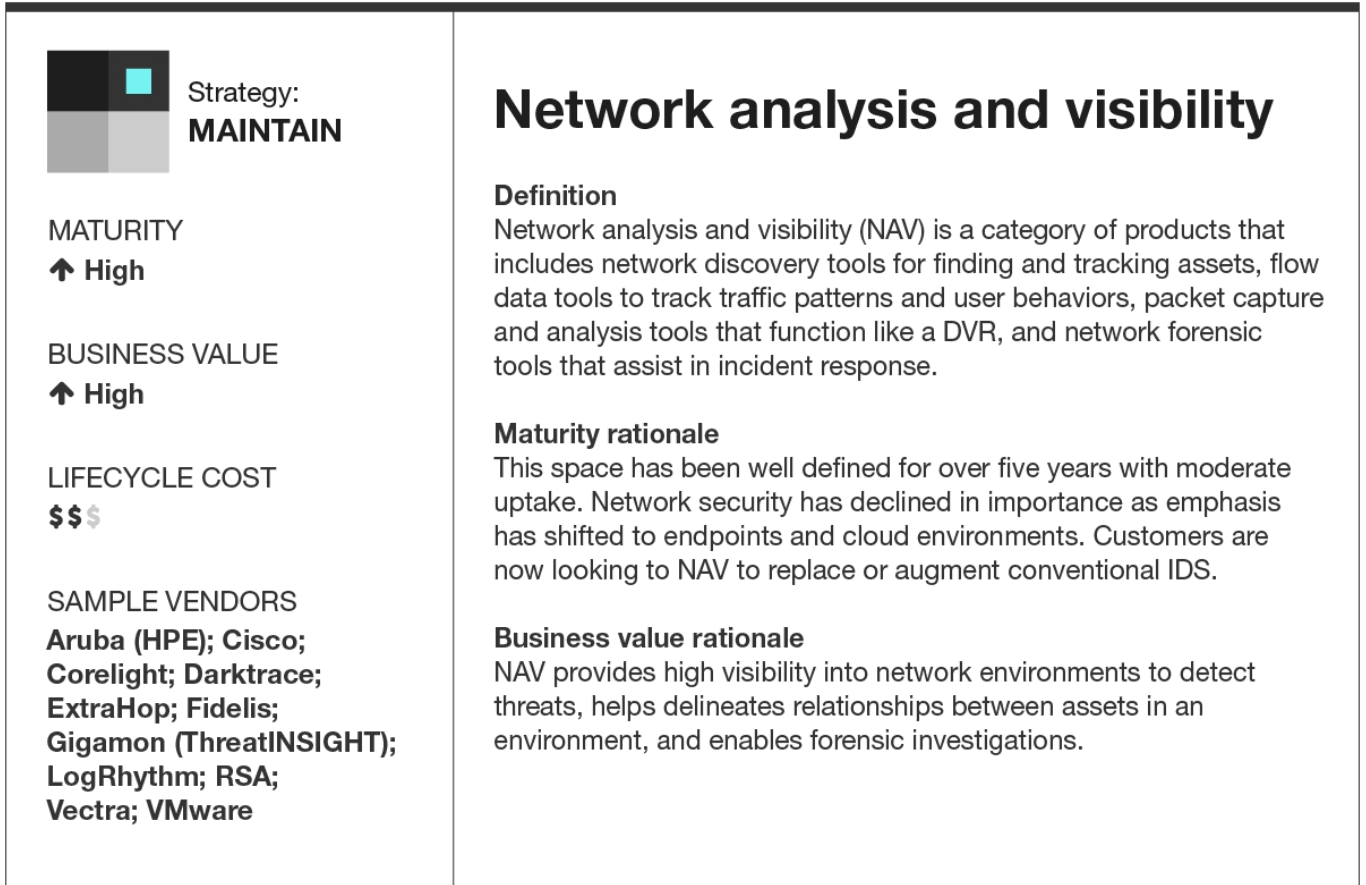 Strategy:
MAINTAIN
MATURITY
↑ High
BUSINESS VALUE
↑ High
LIFECYCLE COST
$$$
SAMPLE VENDORS
Aruba (HPE); Cisco;
Corelight; Darktrace;
ExtraHop; Fidelis;
Gigamon (ThreatINSIGHT);
LogRhythm; RSA;
Vectra; VMware
Network analysis and visibility
Definition
Network analysis and visibility (NAV) is a category of products that
includes network discovery tools for finding and tracking assets, flow
data tools to track traffic patterns and user behaviors, packet capture
and analysis tools that function like a DVR, and network forensic
tools that assist in incident response.
Maturity rationale
This space has been well defined for over five years with moderate
uptake. Network security has declined in importance as emphasis
has shifted to endpoints and cloud environments. Customers are
now looking to NAV to replace or augment conventional IDS.
Business value rationale
NAV provides high visibility into network environments to detect
threats, helps delineates relationships between assets in an
environment, and enables forensic investigations.